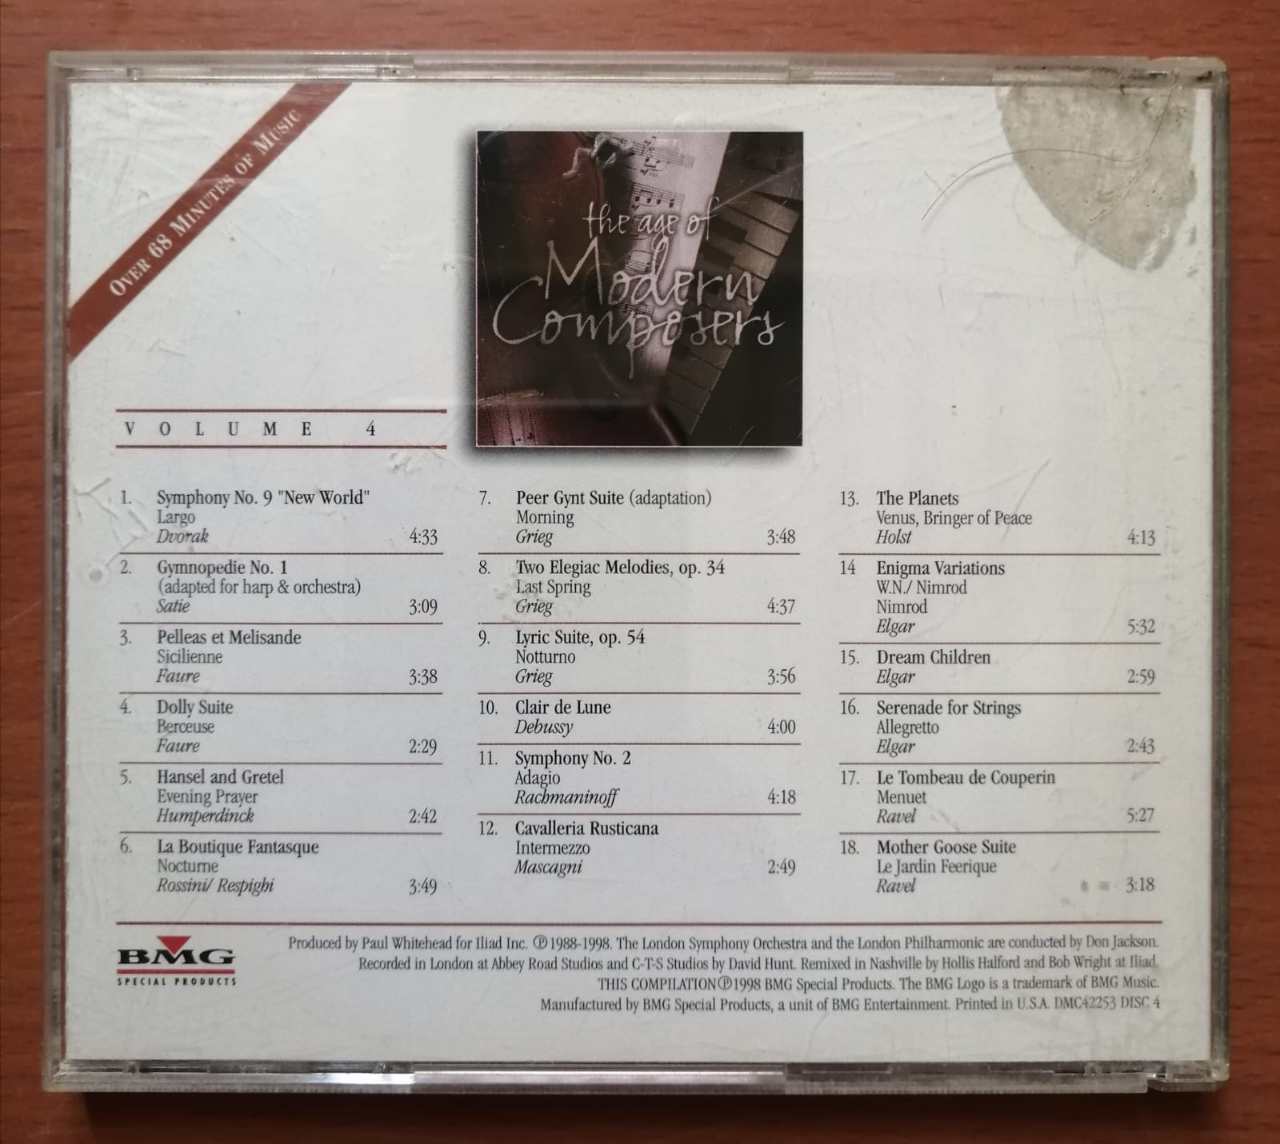 OVER 68 MINUTES OF MUSIC
the age of
Modern
Composers
VOLUME 4
1. Symphony No. 9 "New World"
Largo
Dvorak 4:33
2. Gymnopedie No. 1
(adapted for harp & orchestra)
Satie 3:09
3. Pelleas et Melisande
Sicilienne
Faure 3:38
4. Dolly Suite
Berceuse
Faure 2:29
5. Hansel and Gretel
Evening Prayer
Humperdinck 2:42
6. La Boutique Fantasque
Nocturne
Rossini/ Respighi 3:49
7. Peer Gynt Suite (adaptation)
Morning
Grieg 3:48
8. Two Elegiac Melodies, op. 34
Last Spring
Grieg 4:37
9. Lyric Suite, op. 54
Notturno
Grieg 3:56
10. Clair de Lune
Debussy 4:00
11. Symphony No. 2
Adagio
Rachmaninoff 4:18
12. Cavalleria Rusticana
Intermezzo
Mascagni 2:49
13. The Planets
Venus, Bringer of Peace
Holst 4:13
14 Enigma Variations
W.N./ Nimrod
Nimrod
Elgar 5:32
15. Dream Children
Elgar 2:59
16. Serenade for Strings
Allegretto
Elgar 2:43
17. Le Tombeau de Couperin
Menuet
Ravel 5:27
18. Mother Goose Suite
Le Jardin Feerique
Ravel 3:18
BMG
SPECIAL PRODUCTS
Produced by Paul Whitehead for Iliad Inc. ℗1988-1998. The London Symphony Orchestra and the London Philharmonic are conducted by Don Jackson.
Recorded in London at Abbey Road Studios and C-T-S Studios by David Hunt. Remixed in Nashville by Hollis Halford and Bob Wright at Iliad.
THIS COMPILATION℗1998 BMG Special Products. The BMG Logo is a trademark of BMG Music.
Manufactured by BMG Special Products, a unit of BMG Entertainment. Printed in U.S.A. DMC42253 DISC 4